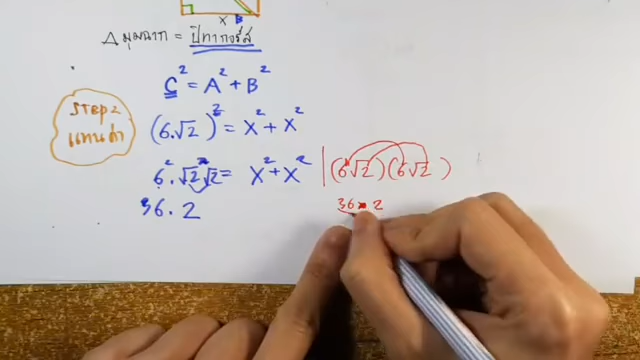 x B
△ มุมฉาก = ปีทาगอรัส
C² = A² + B²
STEP 2
แทนค่า
(6.√2)² = x² + x²
6².√2√2 = x² + x²
(6√2)(6√2)
36.2
36.2